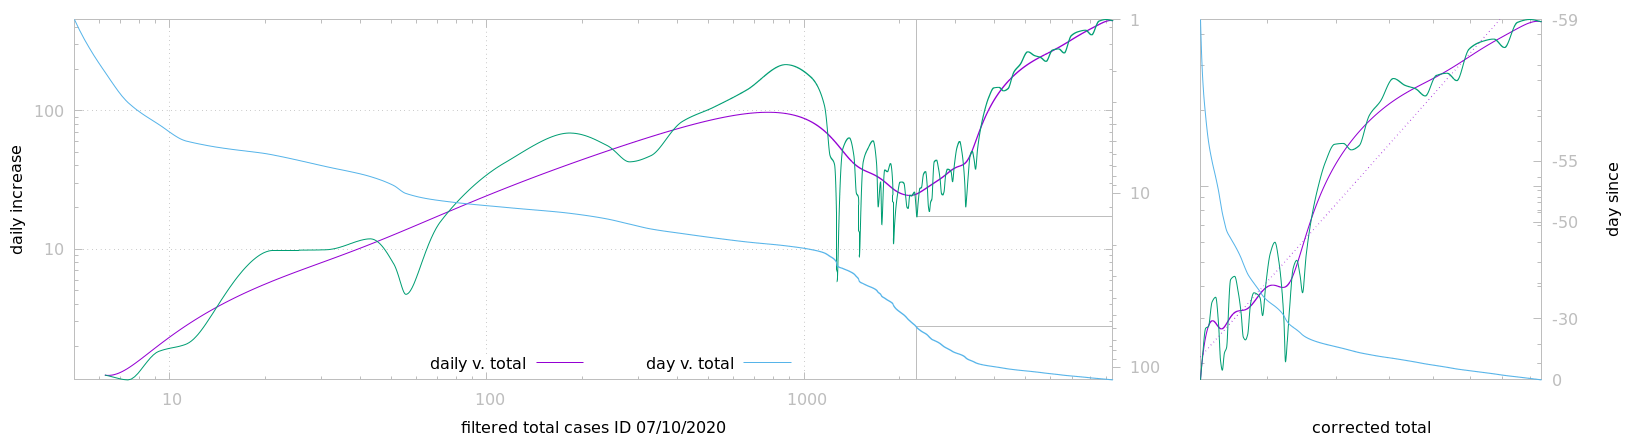 daily increase
100
10
1
10
100
daily v. total
day v. total
10
100
1000
filtered total cases ID 07/10/2020
-59
-55
-50
-30
0
day since
corrected total